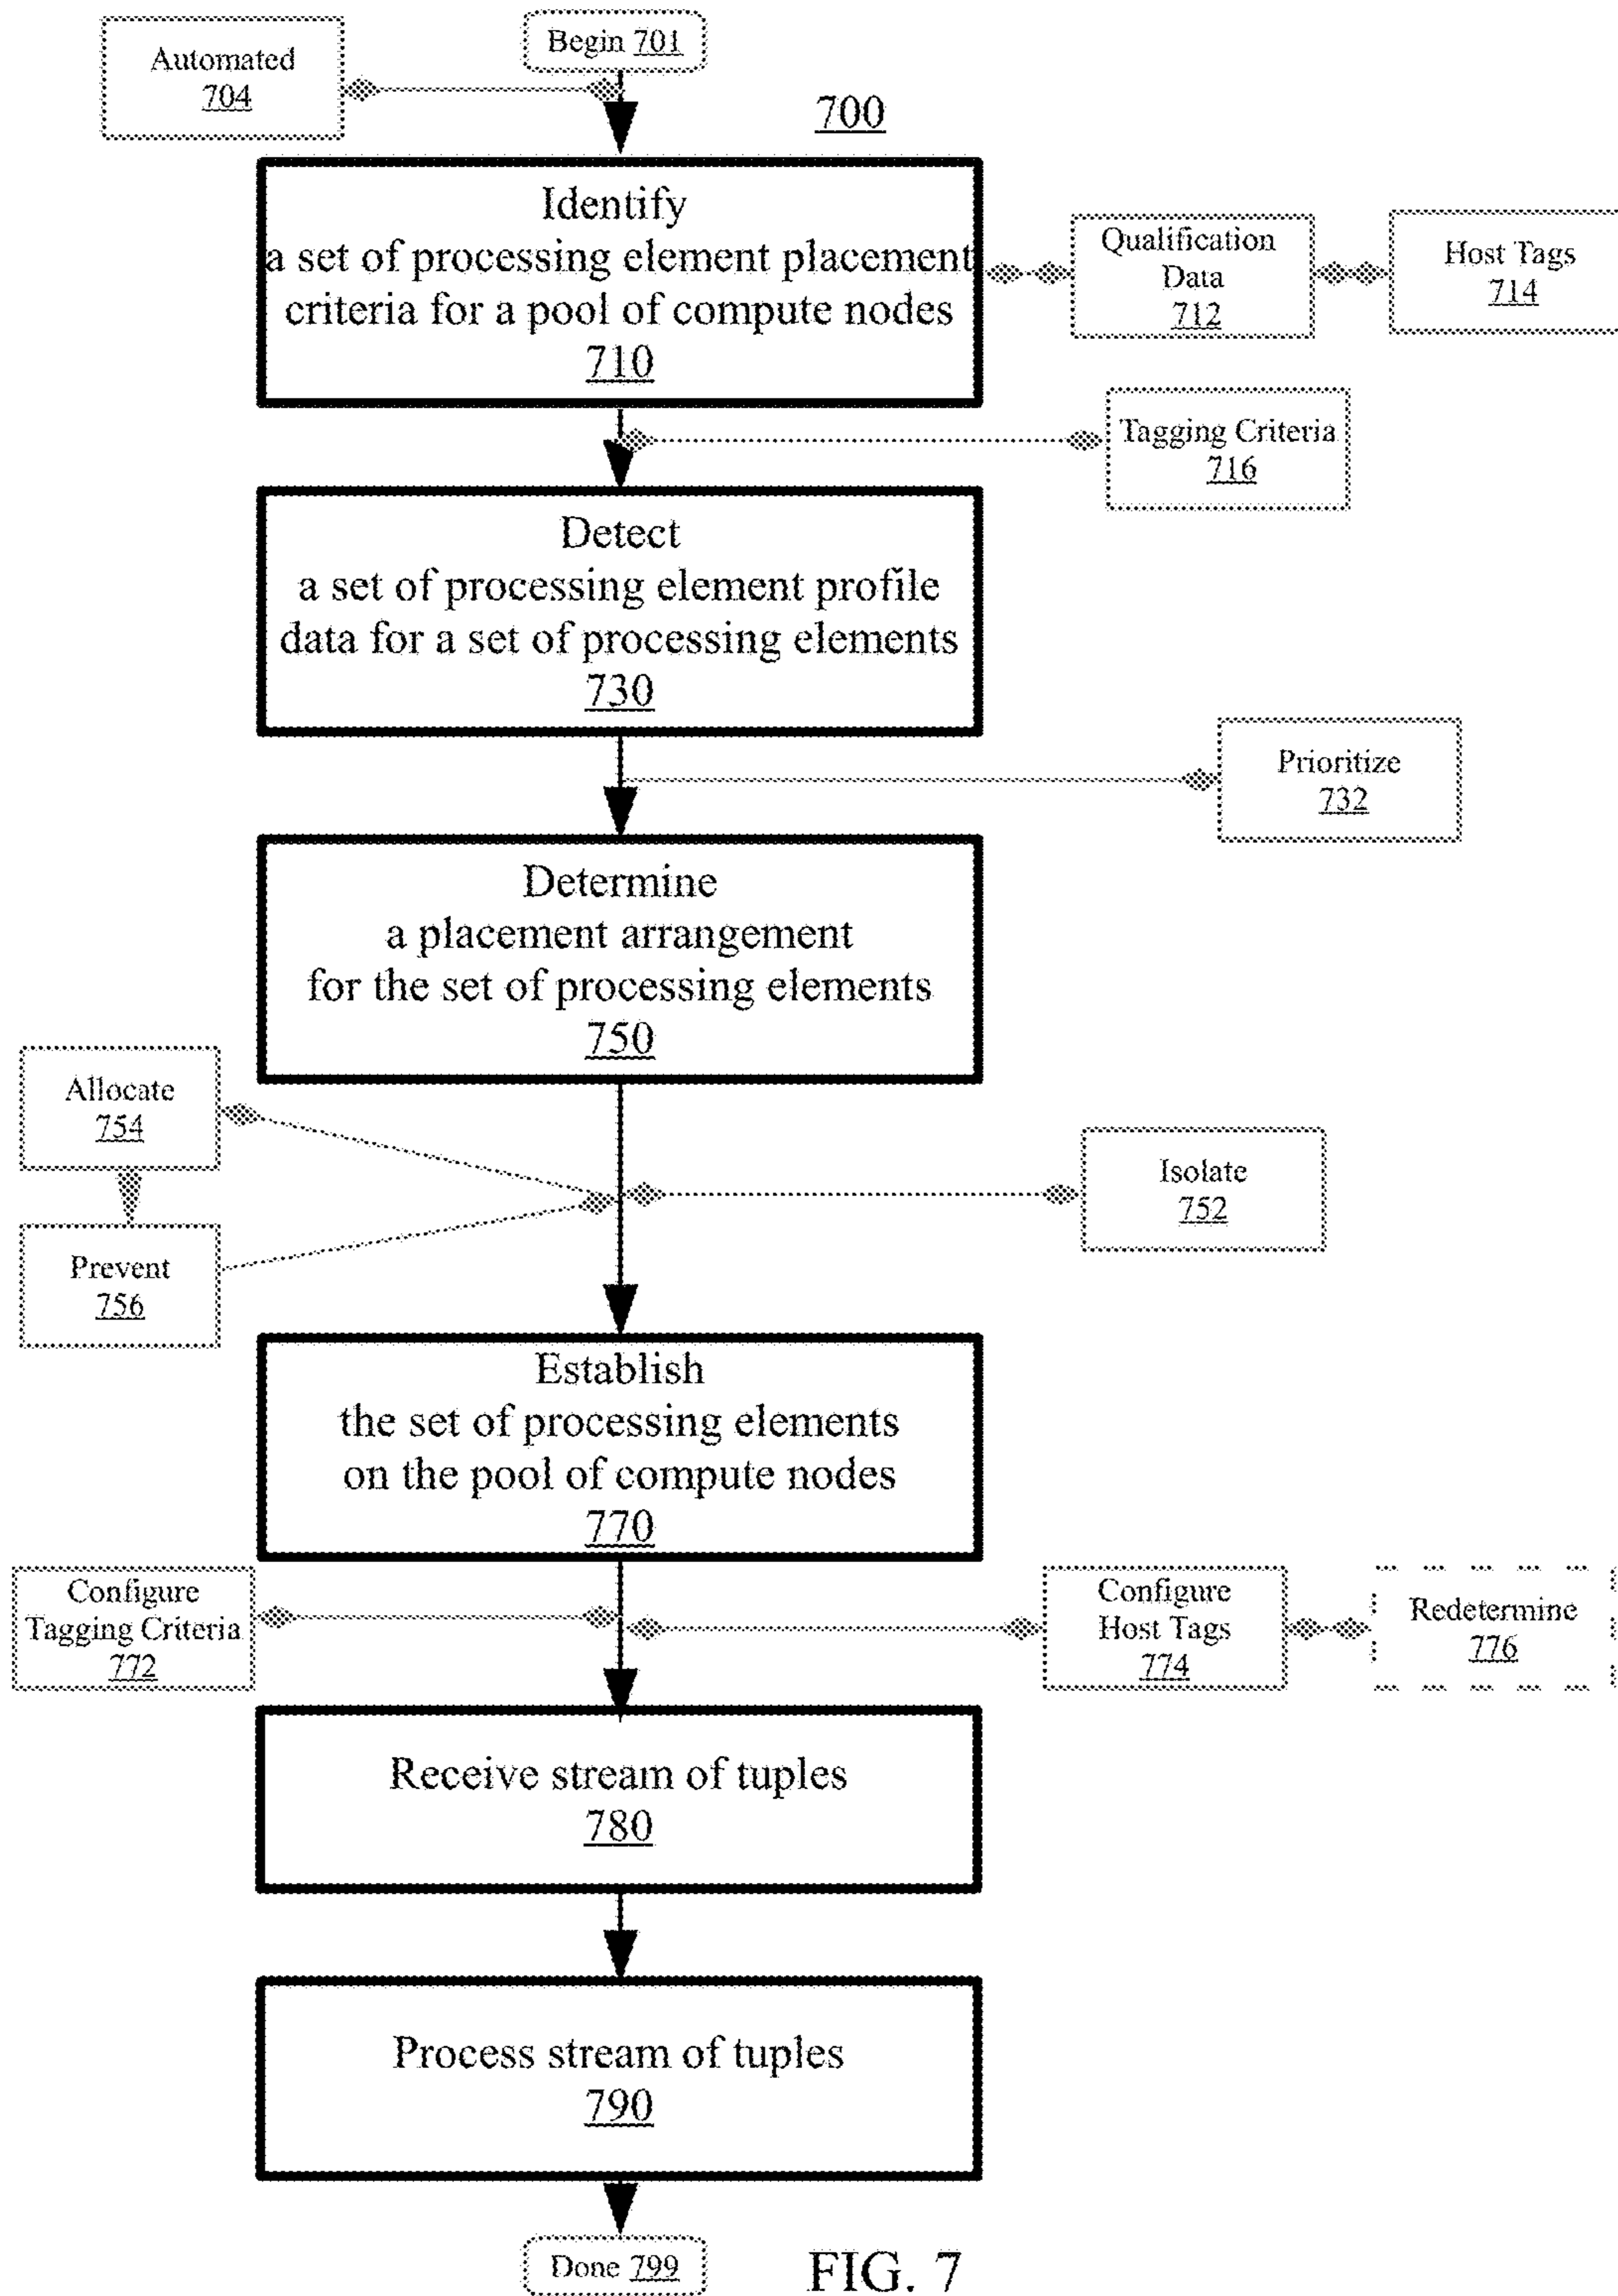 Automated
704
Begin 701
700
Identify
a set of processing element placement
criteria for a pool of compute nodes
710
Qualification
Data
712
Host Tags
714
Tagging Criteria
716
Detect
a set of processing element profile
data for a set of processing elements
730
Prioritize
732
Determine
a placement arrangement
for the set of processing elements
750
Allocate
754
Isolate
752
Prevent
756
Establish
the set of processing elements
on the pool of compute nodes
770
Configure
Tagging Criteria
772
Configure
Host Tags
774
Redetermine
776
Receive stream of tuples
780
Process stream of tuples
790
Done 799
FIG. 7